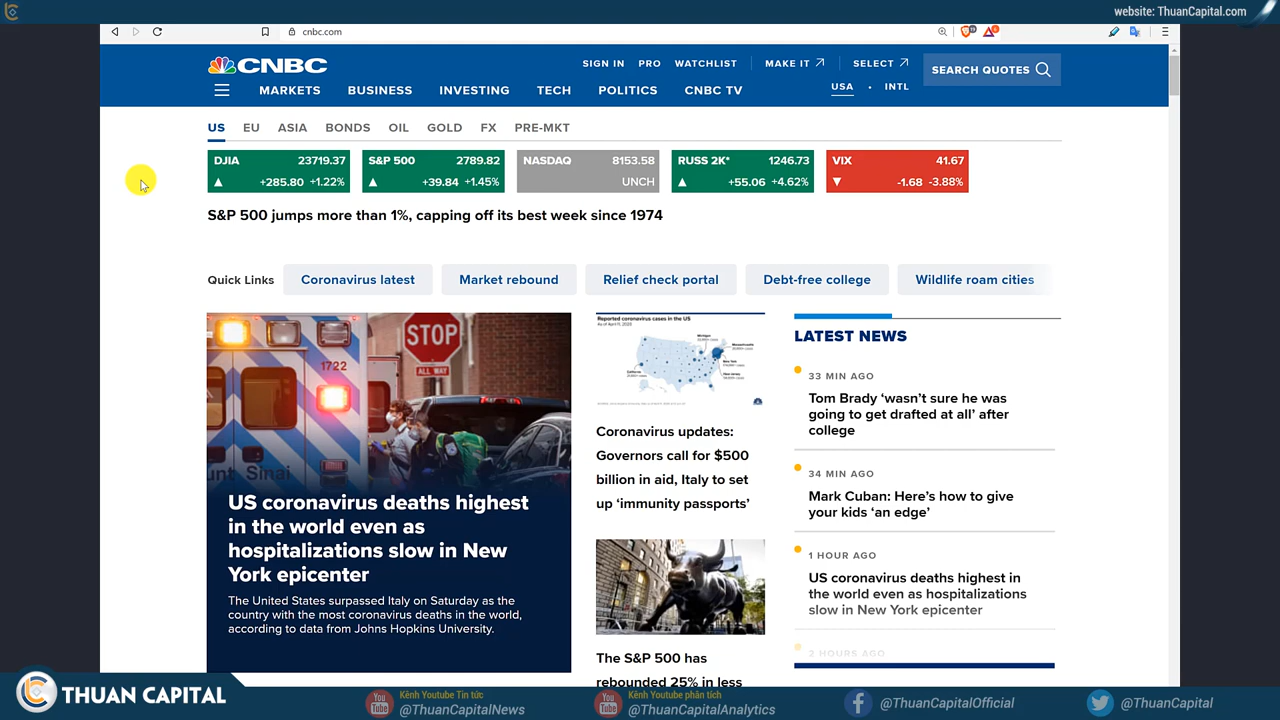 website: ThuanCapital.com
cnbc.com
CNBC
SIGN IN PRO WATCHLIST MAKE IT SELECT
SEARCH QUOTES
MARKETS BUSINESS INVESTING TECH POLITICS CNBC TV
USA • INTL
US EU ASIA BONDS OIL GOLD FX PRE-MKT
DJIA 23719.37
+285.80 +1.22%
S&P 500 2789.82
+39.84 +1.45%
NASDAQ 8153.58
UNCH
RUSS 2K* 1246.73
+55.06 +4.62%
VIX 41.67
-1.68 -3.88%
S&P 500 jumps more than 1%, capping off its best week since 1974
Quick Links
Coronavirus latest
Market rebound
Relief check portal
Debt-free college
Wildlife roam cities
STOP
ALL WAY
1722
unt Sinai
US coronavirus deaths highest
in the world even as
hospitalizations slow in New
York epicenter
The United States surpassed Italy on Saturday as the
country with the most coronavirus deaths in the world,
according to data from Johns Hopkins University.
Reported coronavirus cases in the US
Coronavirus updates:
Governors call for $500
billion in aid, Italy to set
up ‘immunity passports’
The S&P 500 has
rebounded 25% in less
LATEST NEWS
33 MIN AGO
Tom Brady ‘wasn’t sure he was
going to get drafted at all’ after
college
34 MIN AGO
Mark Cuban: Here’s how to give
your kids ‘an edge’
1 HOUR AGO
US coronavirus deaths highest in
the world even as hospitalizations
slow in New York epicenter
2 HOURS AGO
THUAN CAPITAL
You Tube
Kênh Youtube Tin tức
@ThuanCapitalNews
You Tube
Kênh Youtube phân tích
@ThuanCapitalAnalytics
@ThuanCapitalOfficial
@ThuanCapital